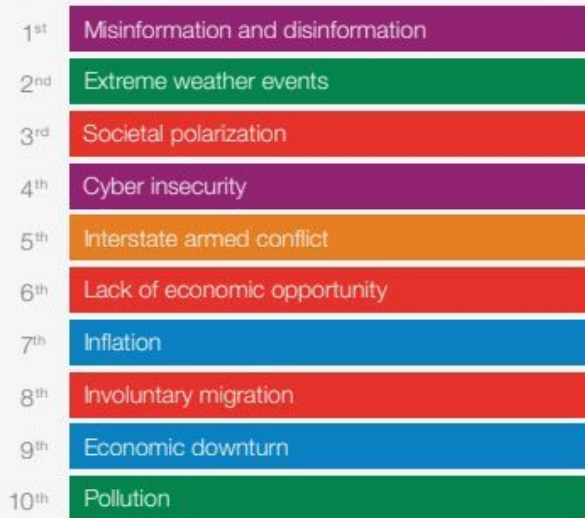 1st Misinformation and disinformation
2nd Extreme weather events
3rd Societal polarization
4th Cyber insecurity
5th Interstate armed conflict
6th Lack of economic opportunity
7th Inflation
8th Involuntary migration
9th Economic downturn
10th Pollution